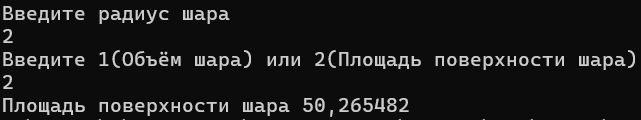 Введите радиус шара
2
Введите 1(Объём шара) или 2(Площадь поверхности шара)
2
Площадь поверхности шара 50,265482